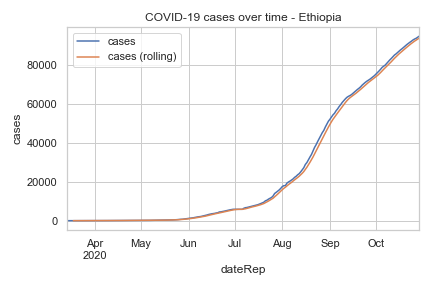 COVID-19 cases over time - Ethiopia
cases
cases (rolling)
80000
60000
40000
20000
0
cases
Apr
2020
May
Jun
Jul
Aug
Sep
Oct
dateRep